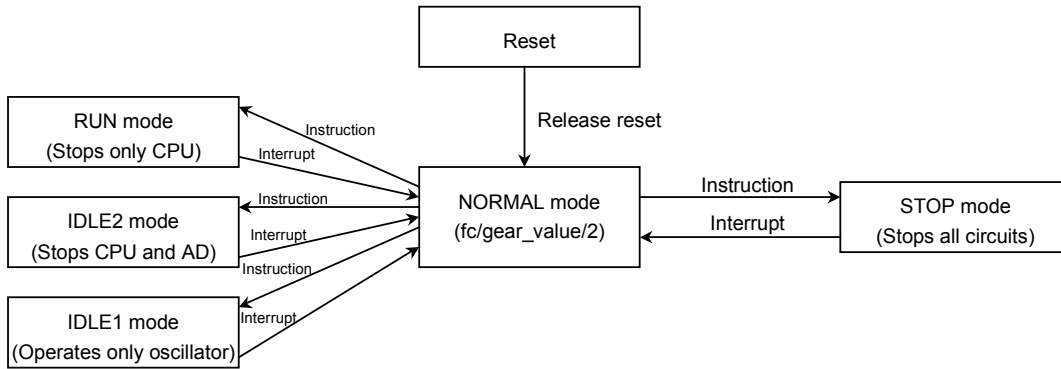 Reset
Release reset
RUN mode
(Stops only CPU)
Instruction
Interrupt
IDLE2 mode
(Stops CPU and AD)
Instruction
Interrupt
IDLE1 mode
(Operates only oscillator)
Instruction
Interrupt
NORMAL mode
(fc/gear_value/2)
Instruction
Interrupt
STOP mode
(Stops all circuits)